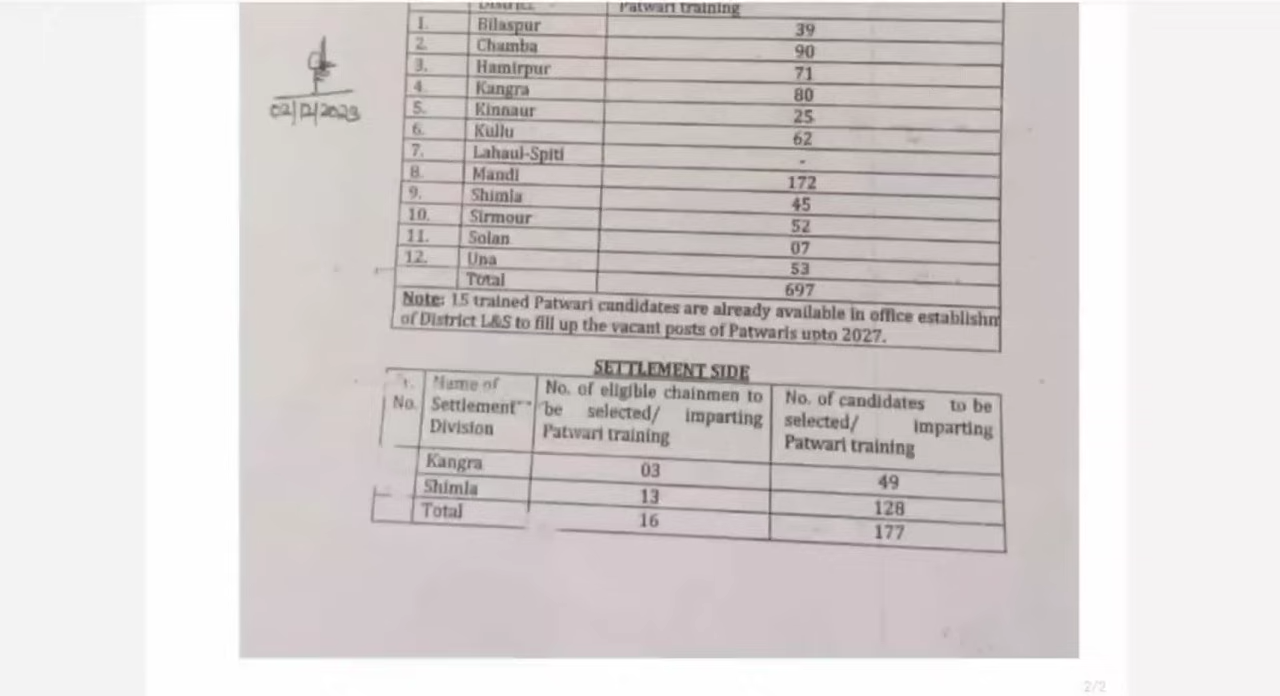 District Patwari training
1. Bilaspur 39
2. Chamba 90
3. Hamirpur 71
4. Kangra 80
5. Kinnaur 25
6. Kullu 62
7. Lahaul-Spiti -
8. Mandi 172
9. Shimla 45
10. Sirmour 52
11. Solan 07
12. Una 53
Total 697
Note: 15 trained Patwari candidates are already available in office establishm
of District L&S to fill up the vacant posts of Patwaris upto 2027.
02/12/2023
SETTLEMENT SIDE
No. Name of Settlement Division
No. of eligible chainmen to be selected/ imparting Patwari training
No. of candidates to be selected/ imparting Patwari training
Kangra 03 49
Shimla 13 128
Total 16 177
2/2